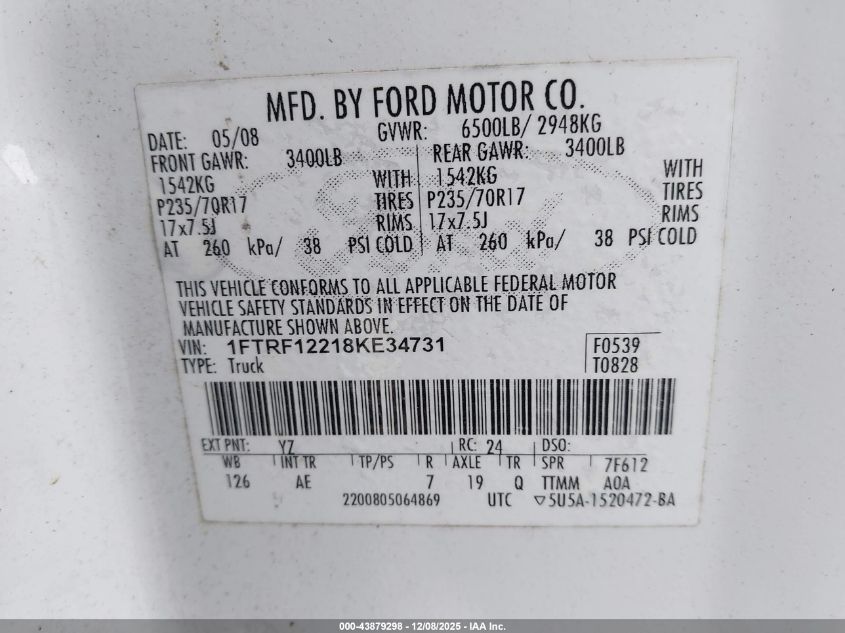 MFD. BY FORD MOTOR CO.
DATE: 05/08 GVWR: 6500LB/ 2948KG
FRONT GAWR: 3400LB REAR GAWR: 3400LB
1542KG WITH 1542KG WITH
P235/70R17 TIRES P235/70R17 TIRES
17x7.5J RIMS 17x7.5J RIMS
AT 260 kPa/ 38 PSI COLD AT 260 kPa/ 38 PSI COLD
THIS VEHICLE CONFORMS TO ALL APPLICABLE FEDERAL MOTOR
VEHICLE SAFETY STANDARDS IN EFFECT ON THE DATE OF
MANUFACTURE SHOWN ABOVE.
VIN: 1FTRF12218KE34731 F0539
TYPE: Truck T0828
EXT PNT: YZ RC: 24 DSO:
WB INT TR TP/PS R AXLE TR SPR 7F612
126 AE 7 19 Q TTMM A0A
2200805064869 UTC ▽5U5A-1520472-BA
000-43879298 - 12/08/2025 - IAA Inc.